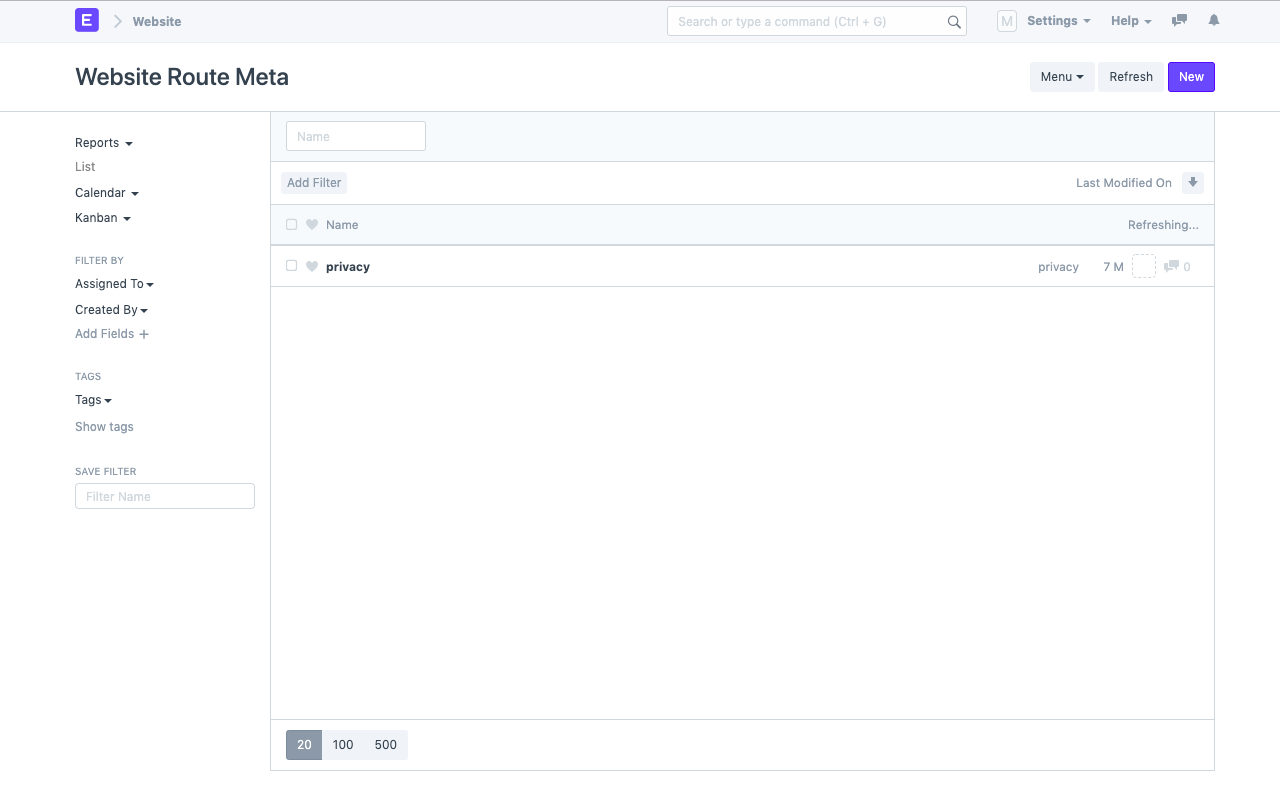 E Website Search or type a command (Ctrl + G) M Settings Help
Website Route Meta Menu Refresh New
Reports
List
Calendar
Kanban
FILTER BY
Assigned To
Created By
Add Fields
TAGS
Tags
Show tags
SAVE FILTER
Filter Name
Name
Add Filter Last Modified On
Name Refreshing...
privacy privacy 7 M 0
20 100 500